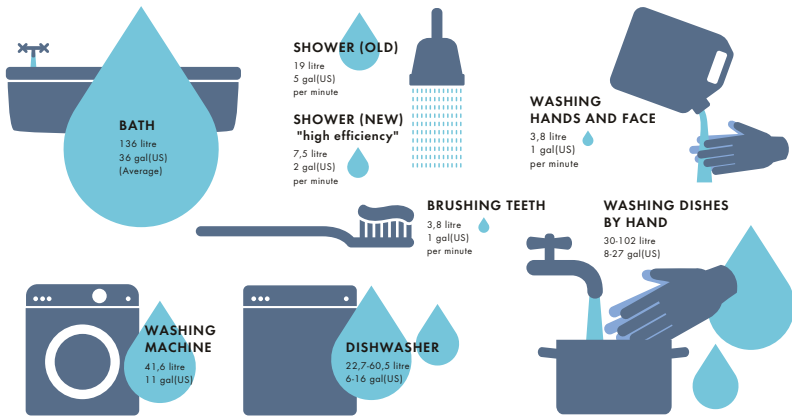 BATH
136 litre
36 gal(US)
(Average)
SHOWER (OLD)
19 litre
5 gal(US)
per minute
SHOWER (NEW)
"high efficiency"
7,5 litre
2 gal(US)
per minute
WASHING
HANDS AND FACE
3,8 litre
1 gal(US)
per minute
BRUSHING TEETH
3,8 litre
1 gal(US)
per minute
WASHING DISHES
BY HAND
30-102 litre
8-27 gal(US)
WASHING
MACHINE
41,6 litre
11 gal(US)
DISHWASHER
22,7-60,5 litre
6-16 gal(US)